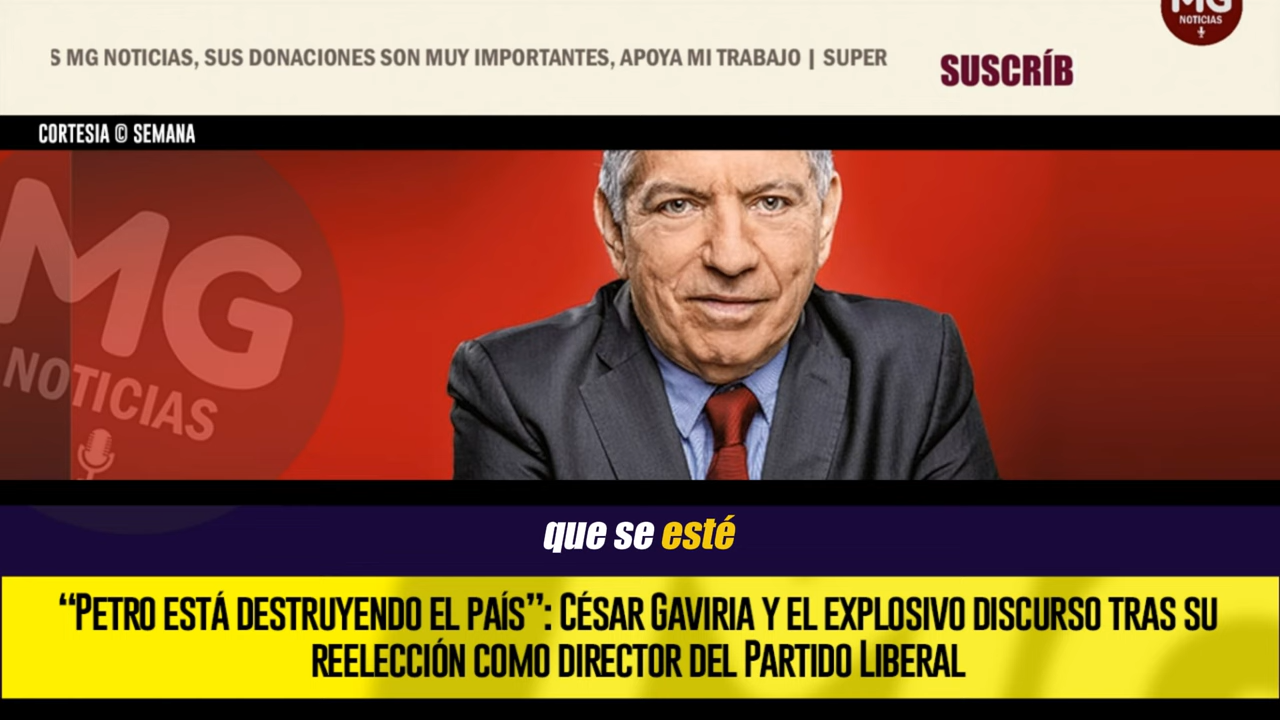 MG
NOTICIAS
S MG NOTICIAS, SUS DONACIONES SON MUY IMPORTANTES, APOYA MI TRABAJO | SUPER
SUSCRÍB
CORTESIA © SEMANA
MG
NOTICIAS
que se esté
“PETRO ESTÁ DESTRUYENDO EL PAÍS”: CÉSAR GAVIRIA Y EL EXPLOSIVO DISCURSO TRAS SU
REELECCIÓN COMO DIRECTOR DEL PARTIDO LIBERAL